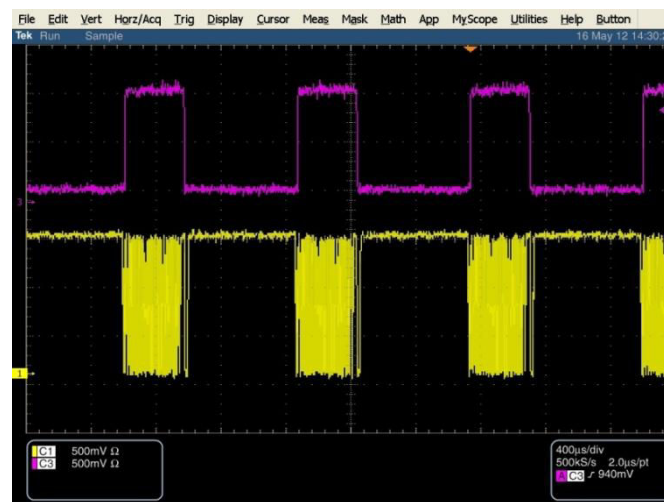 File Edit Vert Horz/Acq Trig Display Cursor Meas Mask Math App MyScope Utilities Help Button
Tek Run Sample 16 May 12 14:30:2
3
1
C1 500mV Ω
C3 500mV Ω
400µs/div
500kS/s 2.0µs/pt
A C3 ʃ 940mV